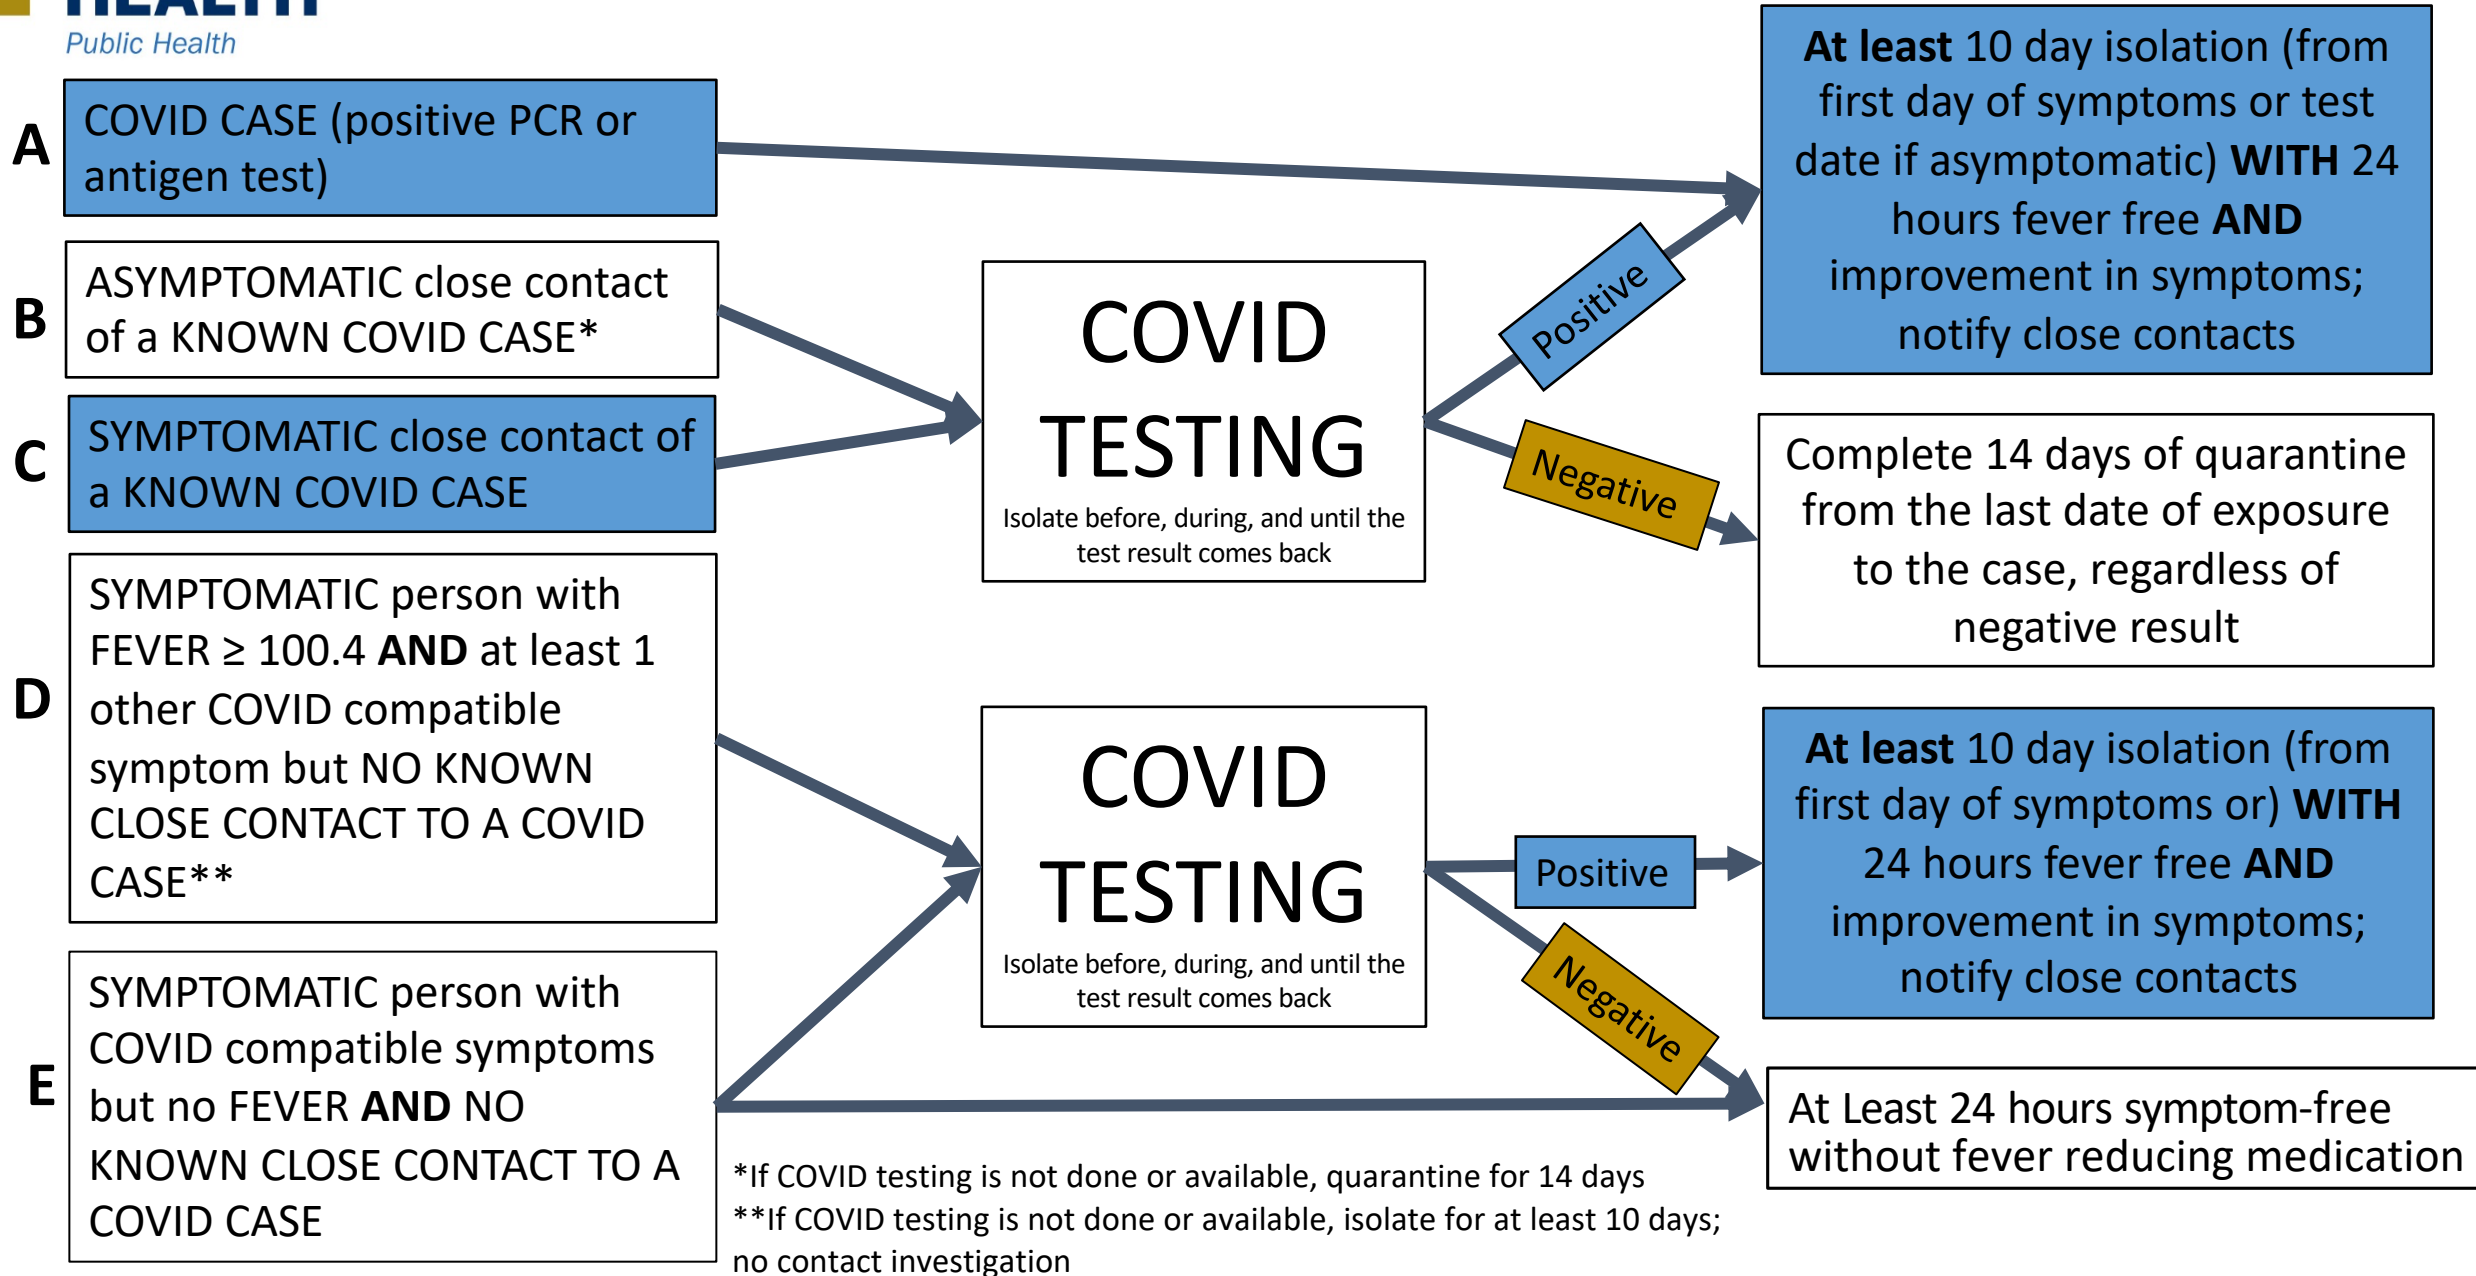 HEALTH
Public Health
A
COVID CASE (positive PCR or
antigen test)
B
ASYMPTOMATIC close contact
of a KNOWN COVID CASE*
C
SYMPTOMATIC close contact of
a KNOWN COVID CASE
D
SYMPTOMATIC person with
FEVER ≥ 100.4 AND at least 1
other COVID compatible
symptom but NO KNOWN
CLOSE CONTACT TO A COVID
CASE**
E
SYMPTOMATIC person with
COVID compatible symptoms
but no FEVER AND NO
KNOWN CLOSE CONTACT TO A
COVID CASE
COVID
TESTING
Isolate before, during, and until the
test result comes back
Positive
Negative
At least 10 day isolation (from
first day of symptoms or test
date if asymptomatic) WITH 24
hours fever free AND
improvement in symptoms;
notify close contacts
Complete 14 days of quarantine
from the last date of exposure
to the case, regardless of
negative result
COVID
TESTING
Isolate before, during, and until the
test result comes back
Positive
Negative
At least 10 day isolation (from
first day of symptoms or) WITH
24 hours fever free AND
improvement in symptoms;
notify close contacts
At Least 24 hours symptom-free
without fever reducing medication
*If COVID testing is not done or available, quarantine for 14 days
**If COVID testing is not done or available, isolate for at least 10 days;
no contact investigation